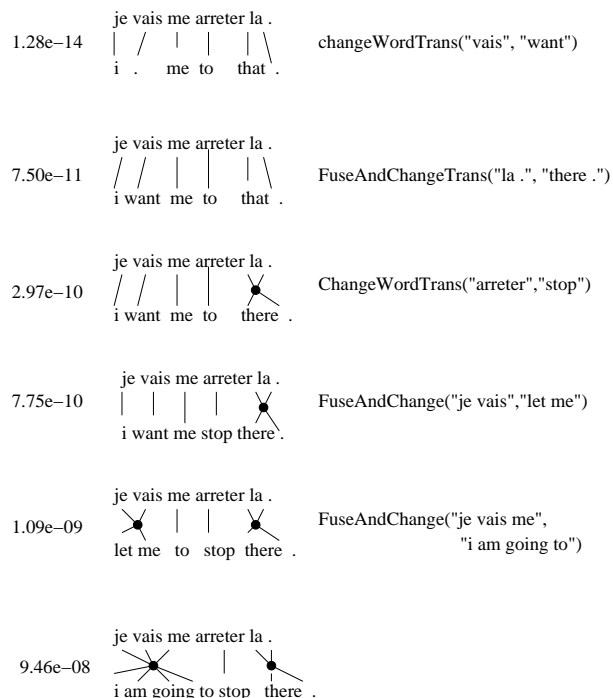 je vais me arreter la .
1.28e−14 changeWordTrans("vais", "want")
i . me to that .
je vais me arreter la .
7.50e−11 FuseAndChangeTrans("la .", "there .")
i want me to that .
je vais me arreter la .
2.97e−10 ChangeWordTrans("arreter","stop")
i want me to there .
je vais me arreter la .
7.75e−10 FuseAndChange("je vais","let me")
i want me stop there .
je vais me arreter la .
1.09e−09 FuseAndChange("je vais me",
"i am going to")
let me to stop there .
je vais me arreter la .
9.46e−08
i am going to stop there .